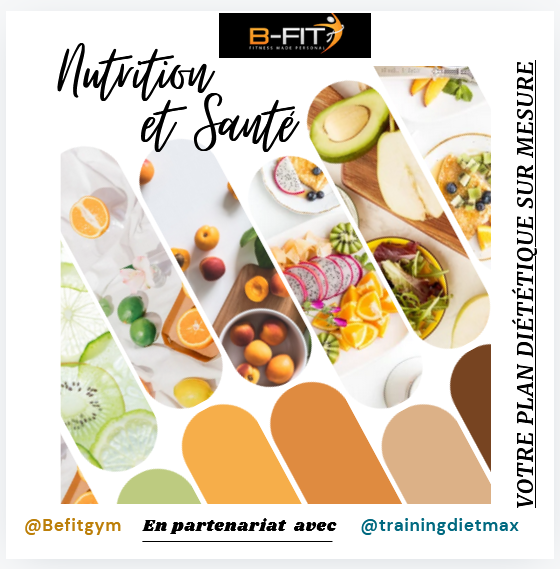 B-FIT
FITNESS MADE PERSONAL
Nutrition
et Santé
VOTRE PLAN DIÉTÉTIQUE SUR MESURE
@Befitgym
En partenariat avec
@trainingdietmax